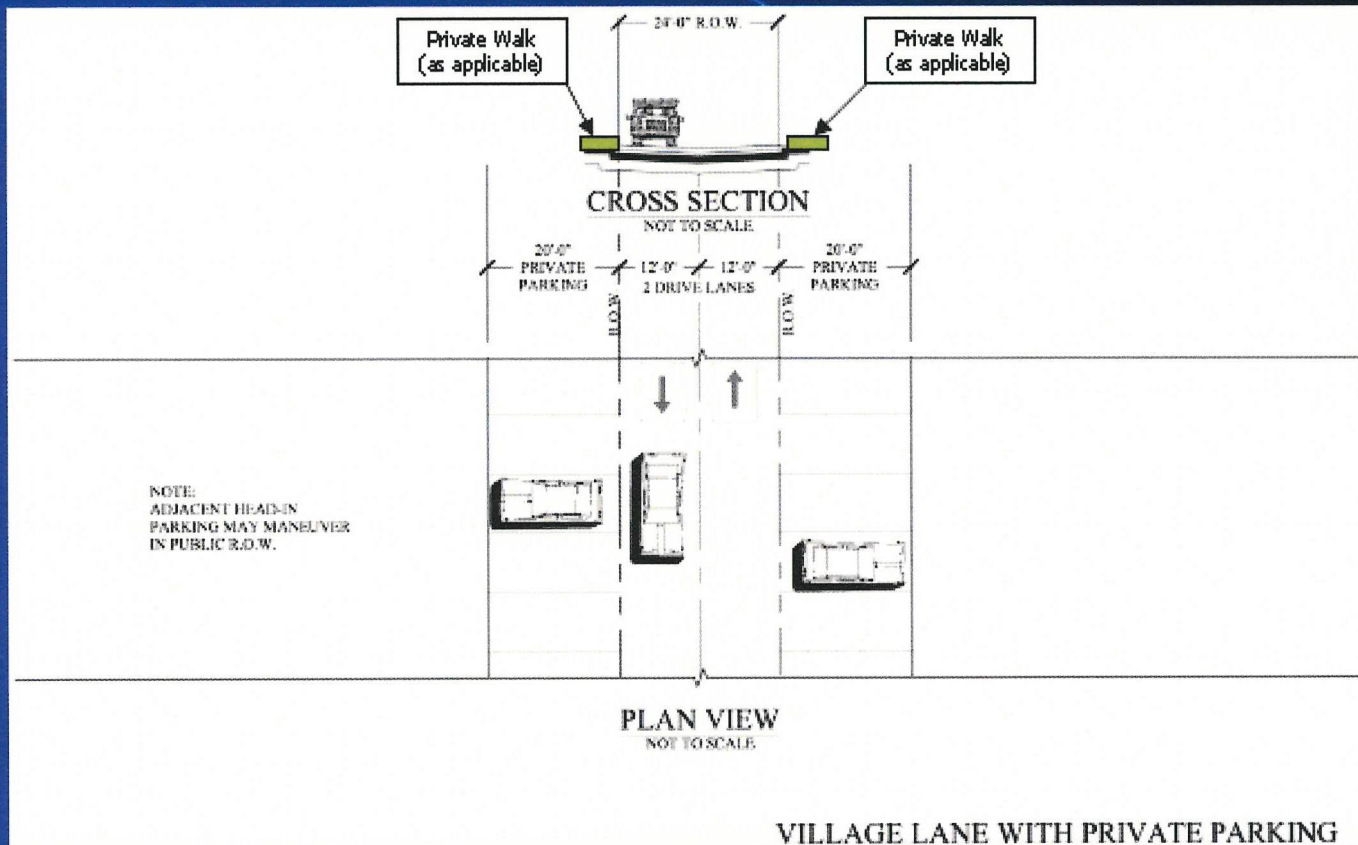 24'-0" R.O.W.
Private Walk
(as applicable)
Private Walk
(as applicable)
CROSS SECTION
NOT TO SCALE
20'-0"
PRIVATE
PARKING
12'-0"
12'-0"
2 DRIVE LANES
20'-0"
PRIVATE
PARKING
R.O.W
R.O.W
NOTE:
ADJACENT HEAD-IN
PARKING MAY MANEUVER
IN PUBLIC R.O.W.
PLAN VIEW
NOT TO SCALE
VILLAGE LANE WITH PRIVATE PARKING